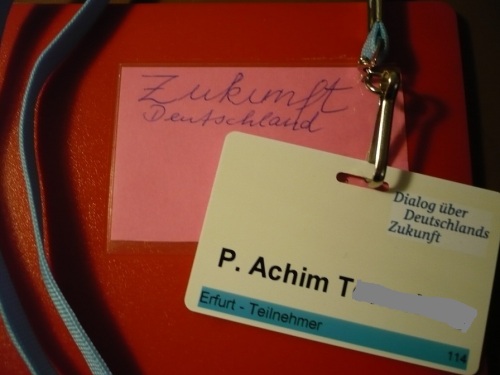 Zukunft
Deutschland
Dialog über
Deutschlands
Zukunft
P. Achim T
Erfurt - Teilnehmer
114